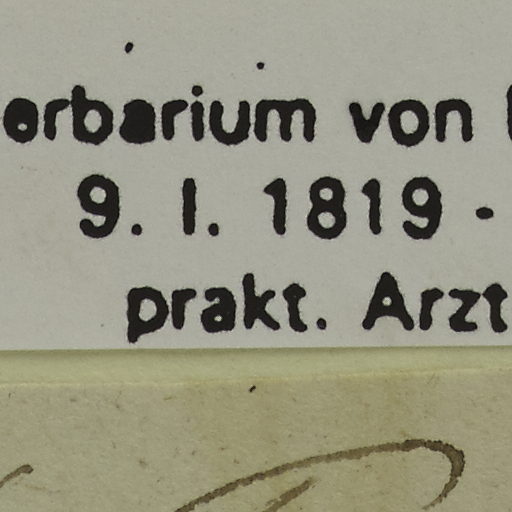 erbarium von
9. I. 1819 -
prakt. Arzt